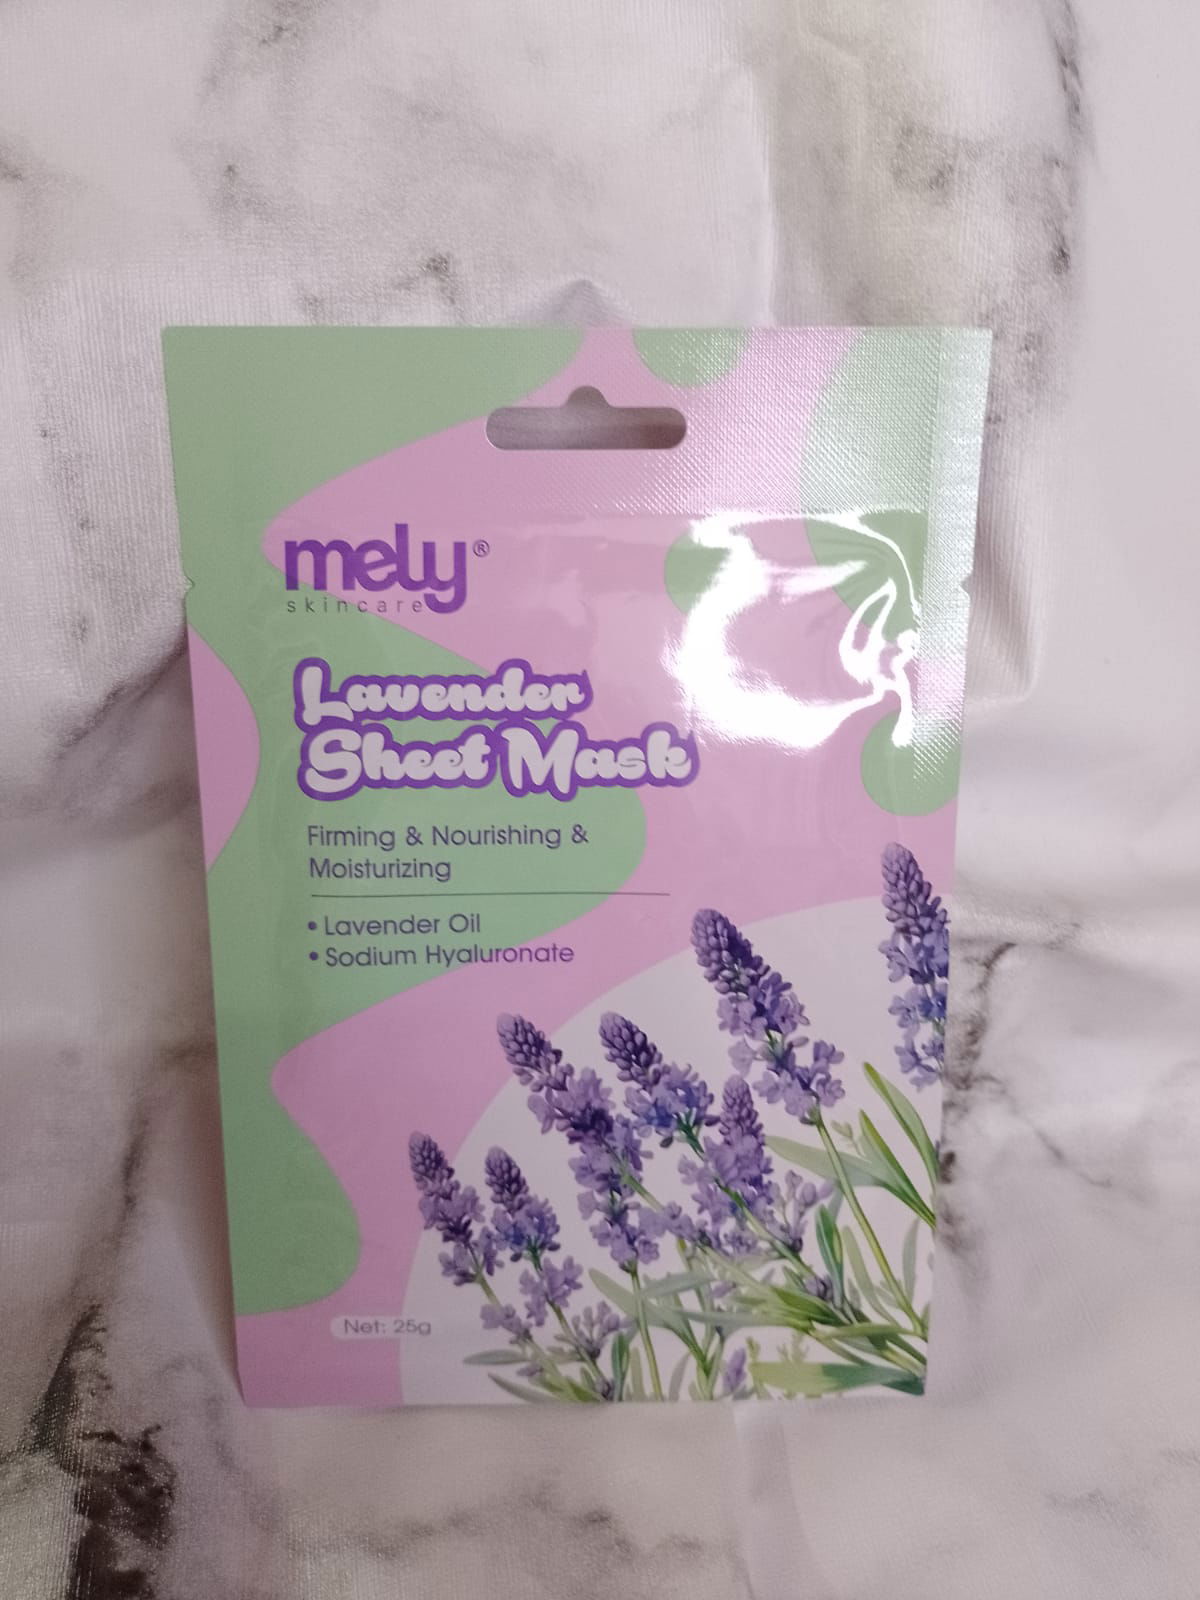 mely®
skincare
Lavender
Sheet Mask
Firming & Nourishing &
Moisturizing
• Lavender Oil
• Sodium Hyaluronate
Net: 25g